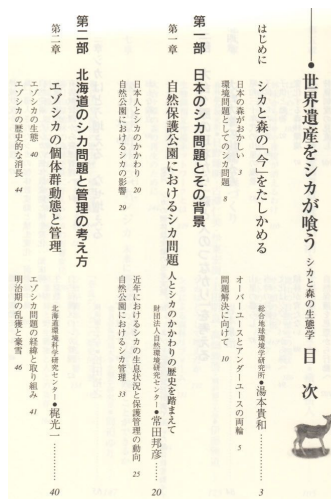 世界遺産をシカが喰う シカと森の生態学 目次
はじめに シカと森の「今」をたしかめる
総合地球環境学研究所●湯本貴和…………3
日本の森がおかしい 3
オーバーユースとアンダーユースの両輪 5
環境問題としてのシカ問題 8
問題解決に向けて 10
第一部 日本のシカ問題とその背景
第一章 自然保護公園におけるシカ問題 人とシカのかかわりの歴史を踏まえて
財団法人自然環境研究センター●常田邦彦…………20
日本人とシカのかかわり 20
近年におけるシカの生息状況と保護管理の動向 25
自然公園におけるシカの影響 29
自然公園におけるシカ管理 33
第二部 北海道のシカ問題と管理の考え方
第二章 エゾシカの個体群動態と管理
北海道環境科学研究センター●梶光一…………40
エゾシカの生態 40
エゾシカ問題の経緯と取り組み 41
エゾシカの歴史的な消長 44
明治期の乱獲と豪雪 46